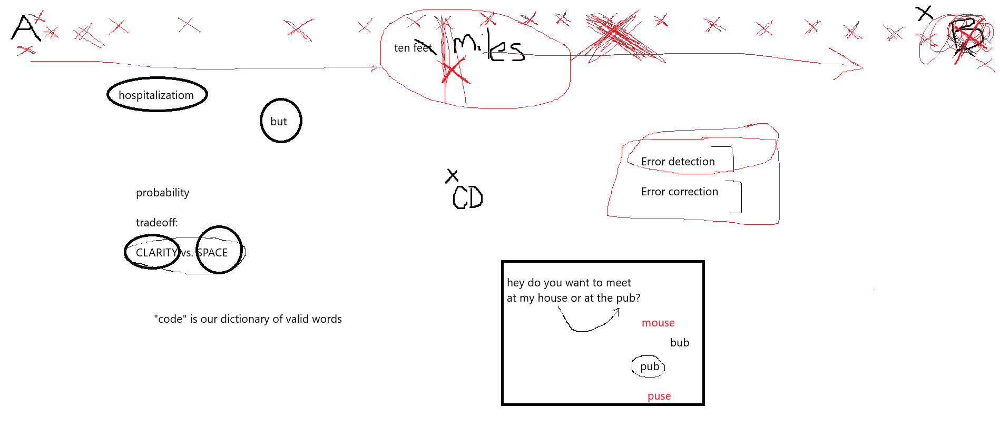 A
B
ten feet miles
hospitalizatiom
but
Error detection
CD
Error correction
probability
tradeoff:
CLARITY vs. SPACE
hey do you want to meet
at my house or at the pub?
"code" is our dictionary of valid words
mouse
bub
pub
puse